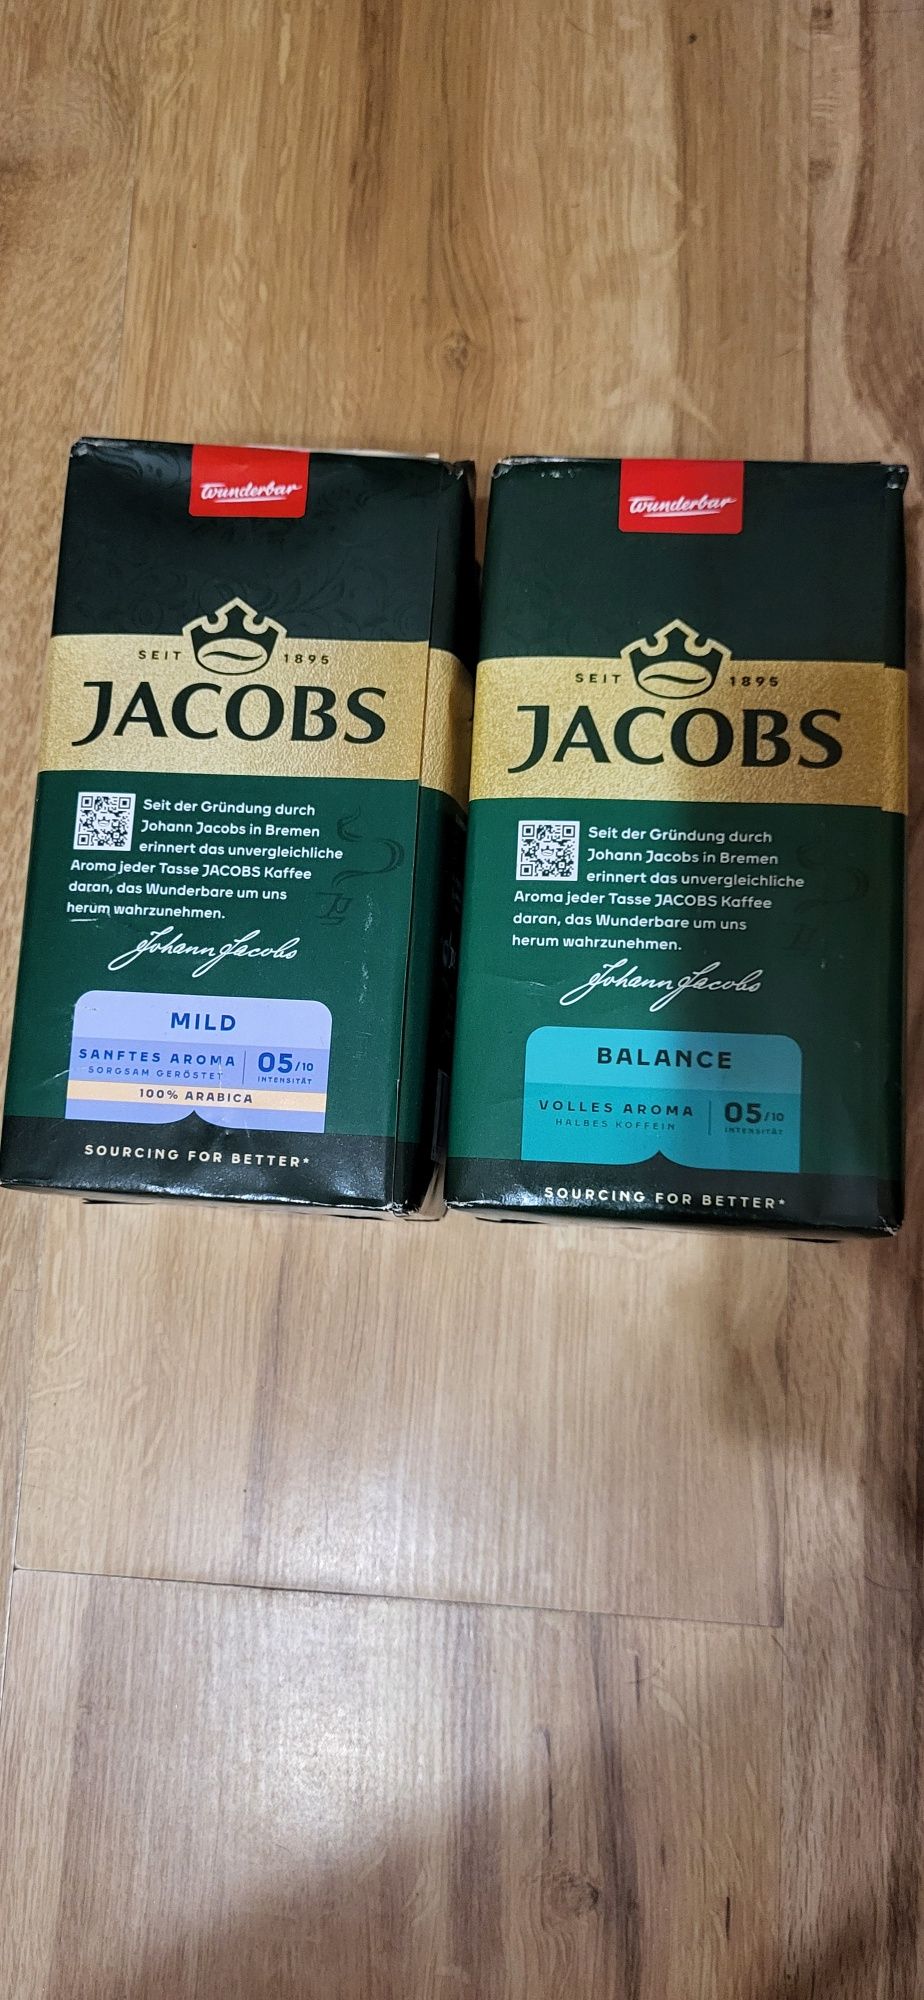 Wunderbar
SEIT 1895
JACOBS
Seit der Gründung durch
Johann Jacobs in Bremen
erinnert das unvergleichliche
Aroma jeder Tasse JACOBS Kaffee
daran, das Wunderbare um uns
herum wahrzunehmen.
Johann Jacobs
MILD
SANFTES AROMA
SORGSAM GERÖSTET
05/10
INTENSITÄT
100% ARABICA
SOURCING FOR BETTER*
Wunderbar
SEIT 1895
JACOBS
Seit der Gründung durch
Johann Jacobs in Bremen
erinnert das unvergleichliche
Aroma jeder Tasse JACOBS Kaffee
daran, das Wunderbare um uns
herum wahrzunehmen.
Johann Jacobs
BALANCE
VOLLES AROMA
HALBES KOFFEIN
05/10
INTENSITÄT
SOURCING FOR BETTER*